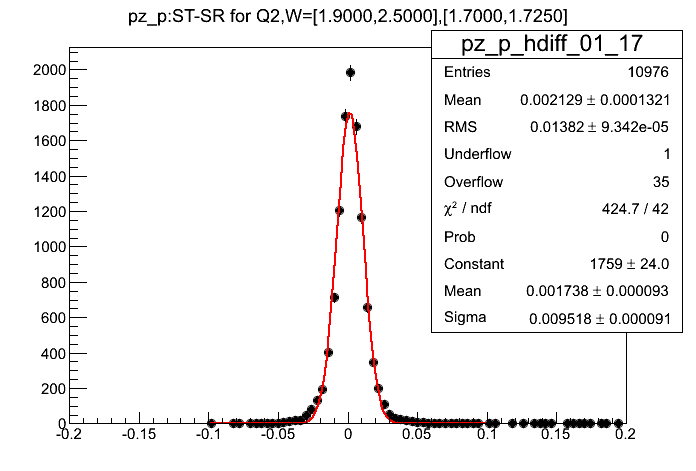 pz_p:ST-SR for Q2,W=[1.9000,2.5000],[1.7000,1.7250]
pz_p_hdiff_01_17
Entries 10976
Mean 0.002129 ± 0.0001321
RMS 0.01382 ± 9.342e-05
Underflow 1
Overflow 35
χ² / ndf 424.7 / 42
Prob 0
Constant 1759 ± 24.0
Mean 0.001738 ± 0.000093
Sigma 0.009518 ± 0.000091
2000
1800
1600
1400
1200
1000
800
600
400
200
0
-0.2 -0.15 -0.1 -0.05 0 0.05 0.1 0.15 0.2